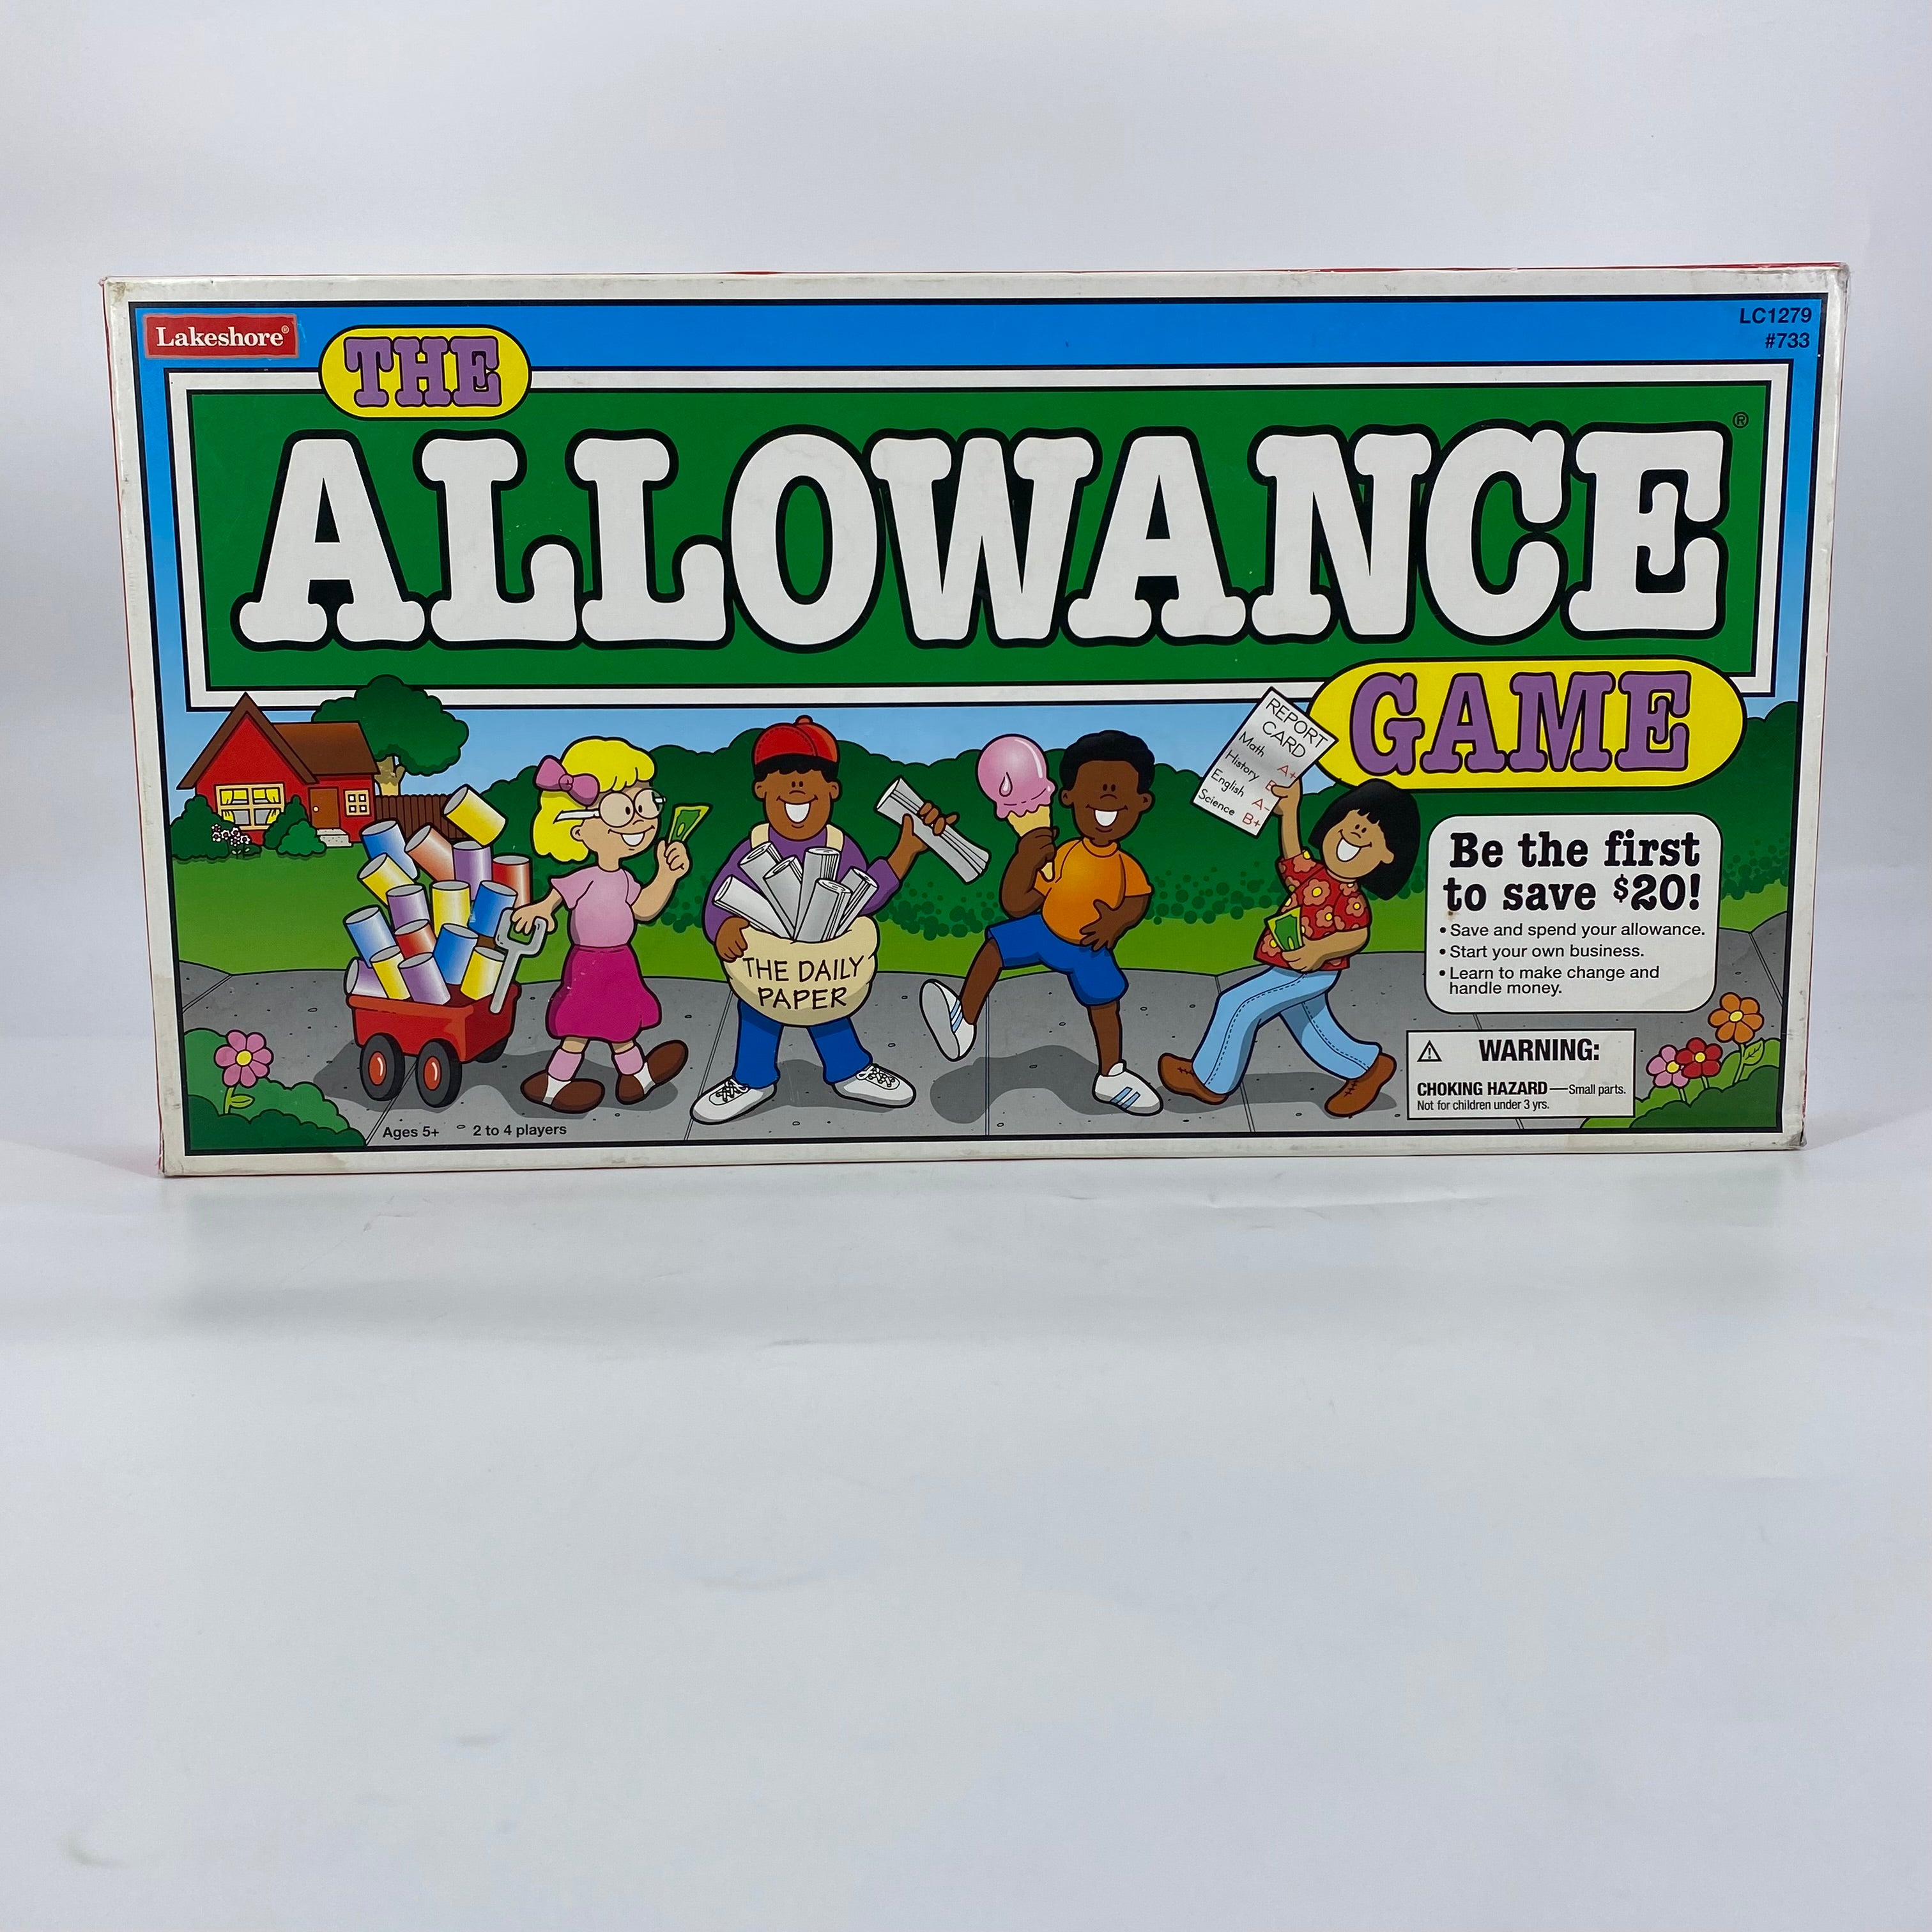 Lakeshore®
LC1279
#733
THE
ALLOWANCE®
GAME
REPORT
CARD
Math A+
History
English A-
Science B+
Be the first
to save $20!
• Save and spend your allowance.
• Start your own business.
• Learn to make change and
handle money.
THE DAILY
PAPER
WARNING:
CHOKING HAZARD—Small parts.
Not for children under 3 yrs.
Ages 5+ 2 to 4 players